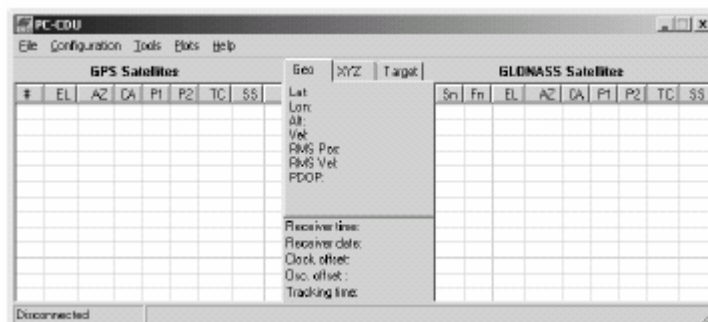 PC-CDU
File Configuration Tools Plots Help
GPS Satellites
# EL AZ CA P1 P2 TC SS
Geo XYZ Target
Lat:
Lon:
Alt:
Vel:
RMS Pos:
RMS Vel:
PDOP:
Receiver time:
Receiver date:
Clock offset:
Osc. offset :
Tracking time:
GLONASS Satellites
Sn Fn EL AZ CA P1 P2 TC SS
Disconnected